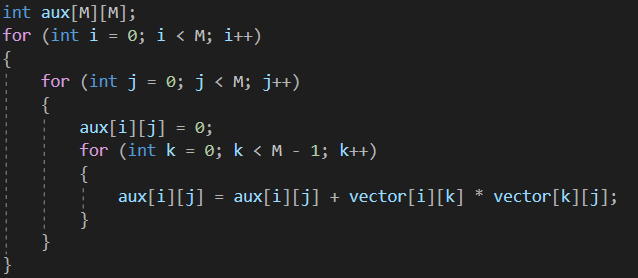 int aux[M][M];
for (int i = 0; i < M; i++)
{
    for (int j = 0; j < M; j++)
    {
        aux[i][j] = 0;
        for (int k = 0; k < M - 1; k++)
        {
            aux[i][j] = aux[i][j] + vector[i][k] * vector[k][j];
        }
    }
}